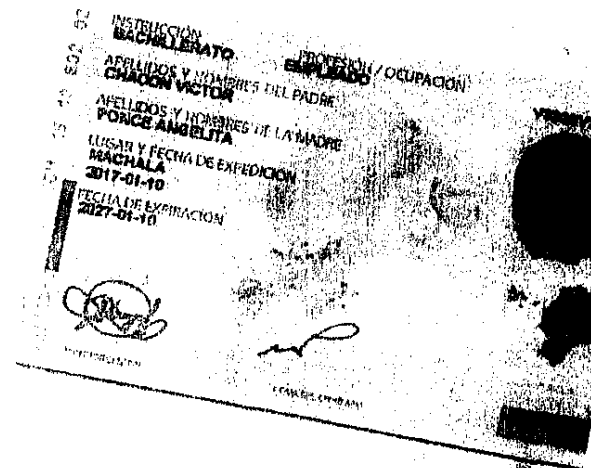 INSTRUCCIÓN
BACHILLERATO
PROFESIÓN / OCUPACIÓN
EMPLEADO
APELLIDOS Y NOMBRES DEL PADRE
CHACON VICTOR
APELLIDOS Y NOMBRES DE LA MADRE
PONCE ANGELITA
LUGAR Y FECHA DE EXPEDICIÓN
MACHALA
2017-01-10
FECHA DE EXPIRACIÓN
2027-01-10